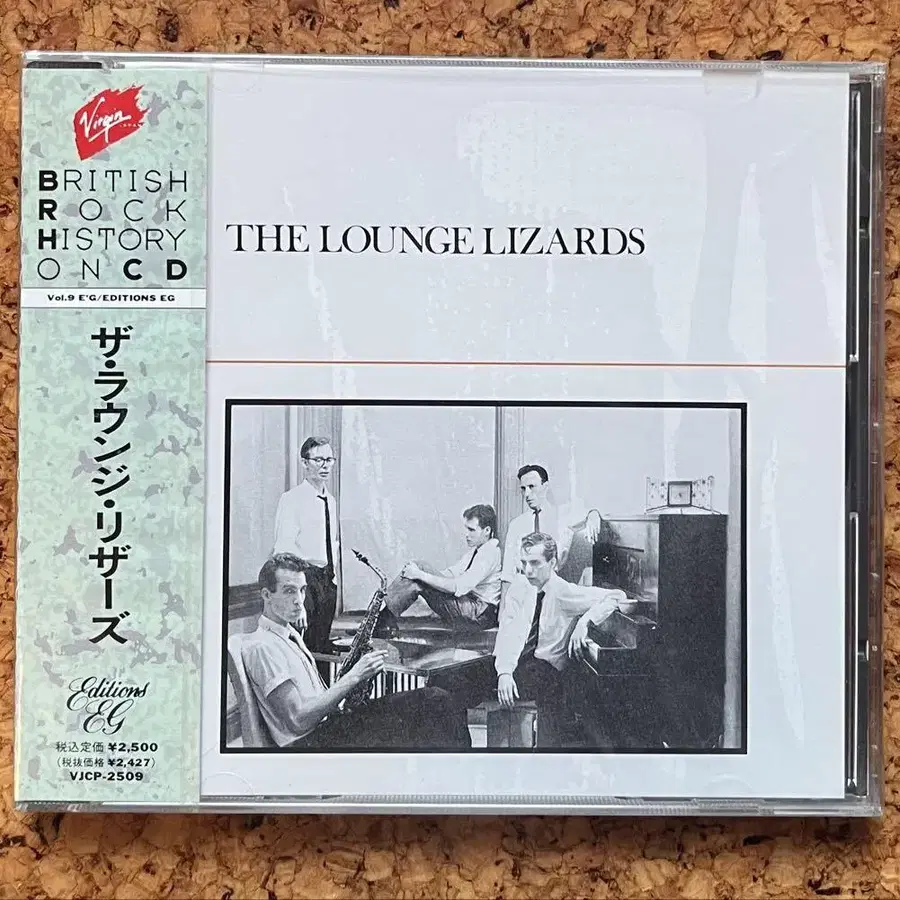 Virgin
JAPAN
BRITISH
ROCK
HISTORY
ON CD
Vol.9 E'G/EDITIONS EG
ザ・ラウンジ・リザーズ
Editions
EG
税込定価 ¥2,500
(税抜価格 ¥2,427)
VJCP-2509
THE LOUNGE LIZARDS